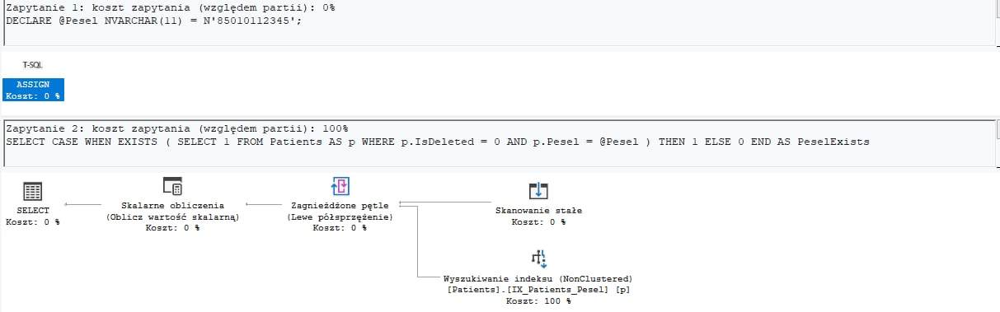 Zapytanie 1: koszt zapytania (względem partii): 0%
DECLARE @Pesel NVARCHAR(11) = N'85010112345';
T-SQL
ASSIGN
Koszt: 0 %
Zapytanie 2: koszt zapytania (względem partii): 100%
SELECT CASE WHEN EXISTS ( SELECT 1 FROM Patients AS p WHERE p.IsDeleted = 0 AND p.Pesel = @Pesel ) THEN 1 ELSE 0 END AS PeselExists
SELECT
Koszt: 0 %
Skalarne obliczenia
(Oblicz wartość skalarną)
Koszt: 0 %
Zagnieżdżone pętle
(Lewe półsprzężenie)
Koszt: 0 %
Skanowanie stałe
Koszt: 0 %
Wyszukiwanie indeksu (NonClustered)
[Patients].[IX_Patients_Pesel] [p]
Koszt: 100 %